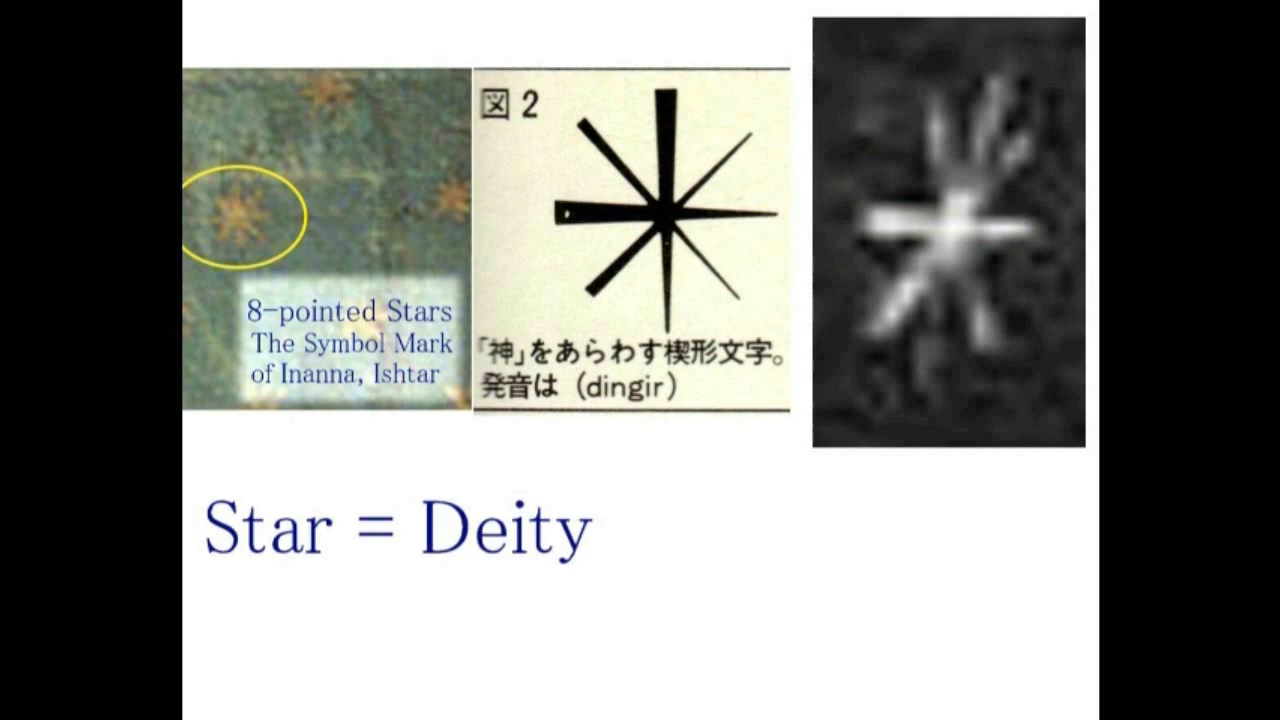 8-pointed Stars
The Symbol Mark
of Inanna, Ishtar
図 2
「神」をあらわす楔形文字。
発音は（dingir）
Star = Deity